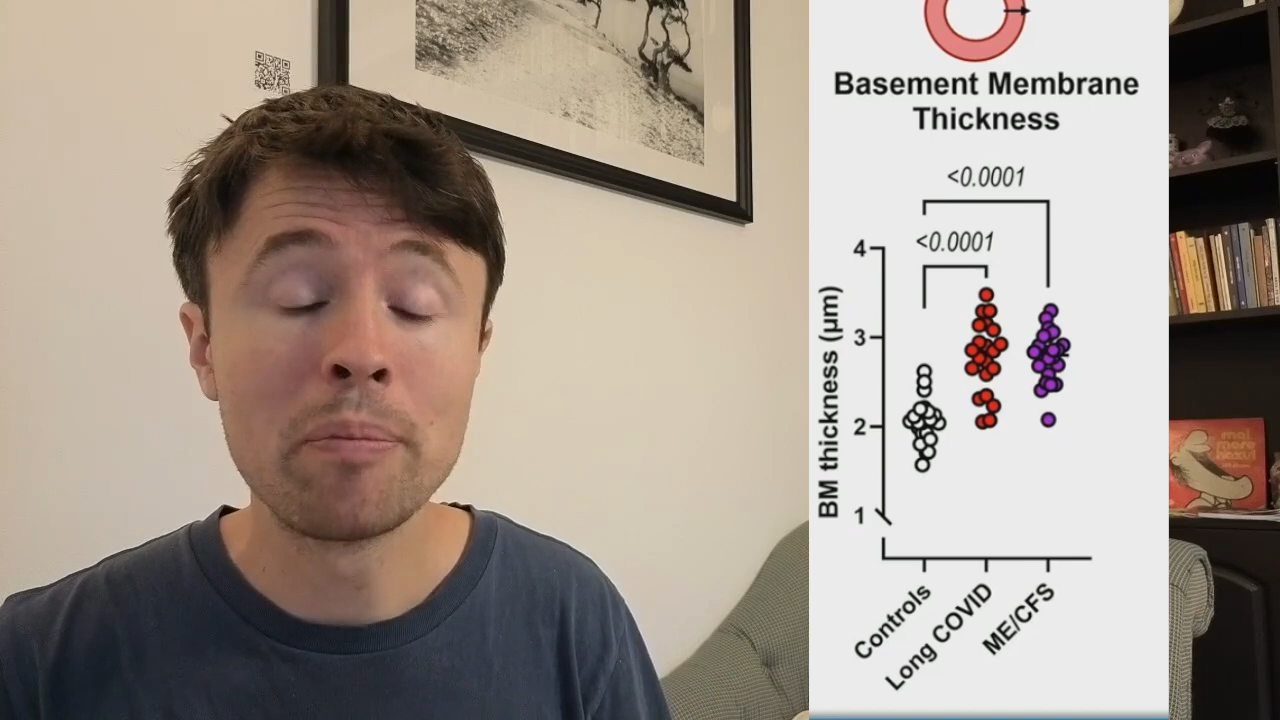 Basement Membrane
Thickness
<0.0001
<0.0001
BM thickness (µm)
4
3
2
1
Controls
Long COVID
ME/CFS